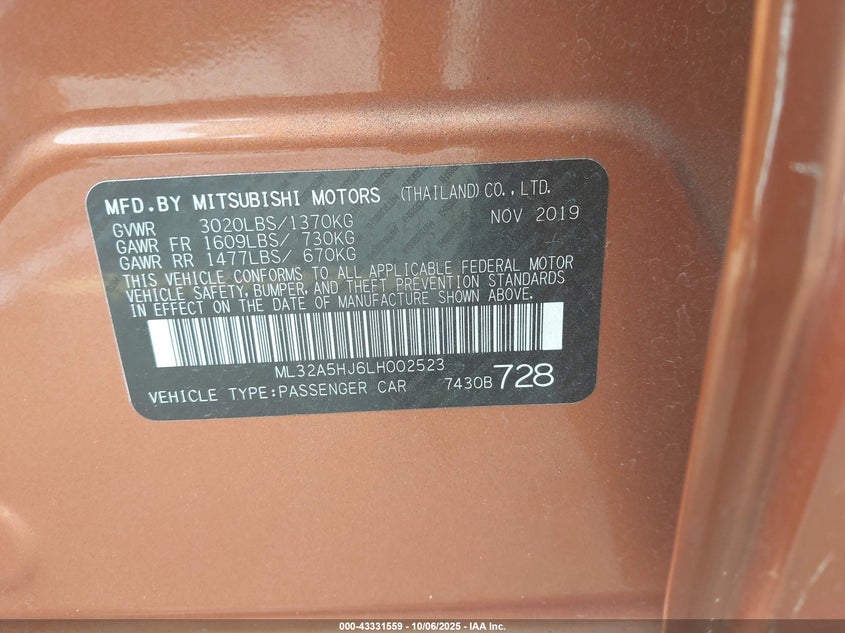 MFD.BY MITSUBISHI MOTORS (THAILAND)CO.,LTD.
GVWR 3020LBS/1370KG NOV 2019
GAWR FR 1609LBS/ 730KG
GAWR RR 1477LBS/ 670KG
THIS VEHICLE CONFORMS TO ALL APPLICABLE FEDERAL MOTOR
VEHICLE SAFETY, BUMPER, AND THEFT PREVENTION STANDARDS
IN EFFECT ON THE DATE OF MANUFACTURE SHOWN ABOVE.
ML32A5HJ6LH002523
VEHICLE TYPE:PASSENGER CAR 7430B 728
000-43331559 - 10/06/2025 - IAA Inc.